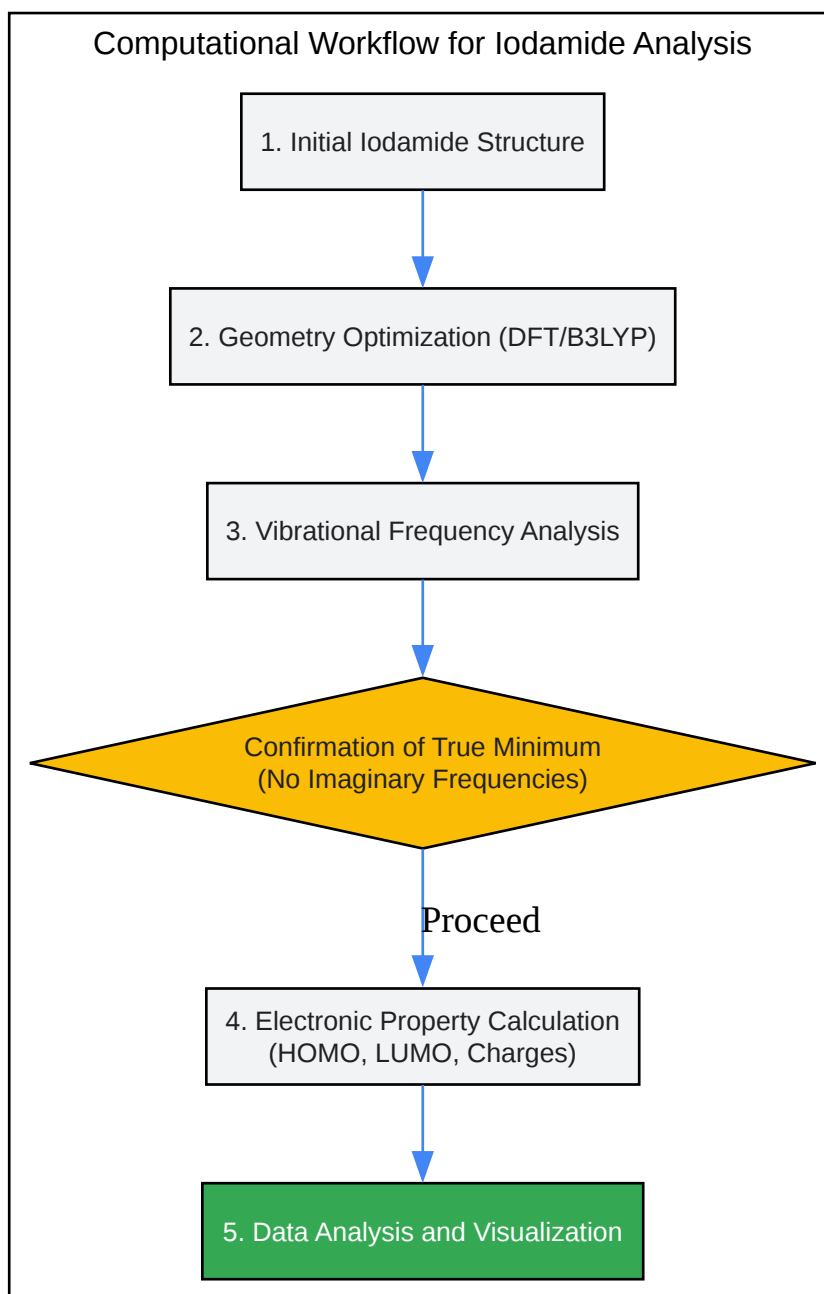 Computational Workflow for Iodamide Analysis
1. Initial Iodamide Structure
2. Geometry Optimization (DFT/B3LYP)
3. Vibrational Frequency Analysis
Confirmation of True Minimum
(No Imaginary Frequencies)
Proceed
4. Electronic Property Calculation
(HOMO, LUMO, Charges)
5. Data Analysis and Visualization